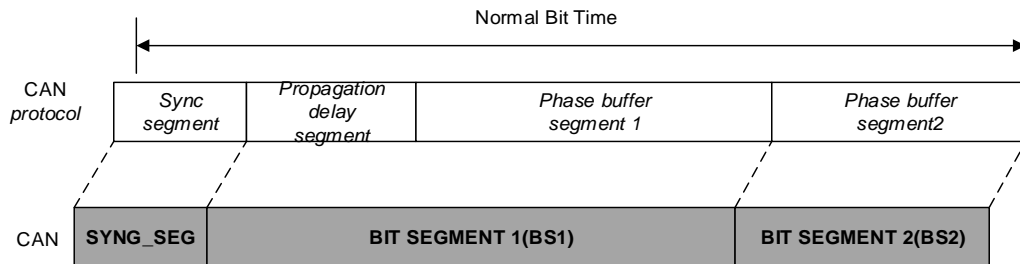 Normal Bit Time
CAN
protocol
Sync
segment
Propagation
delay
segment
Phase buffer
segment 1
Phase buffer
segment2
CAN
SYNG_SEG
BIT SEGMENT 1(BS1)
BIT SEGMENT 2(BS2)